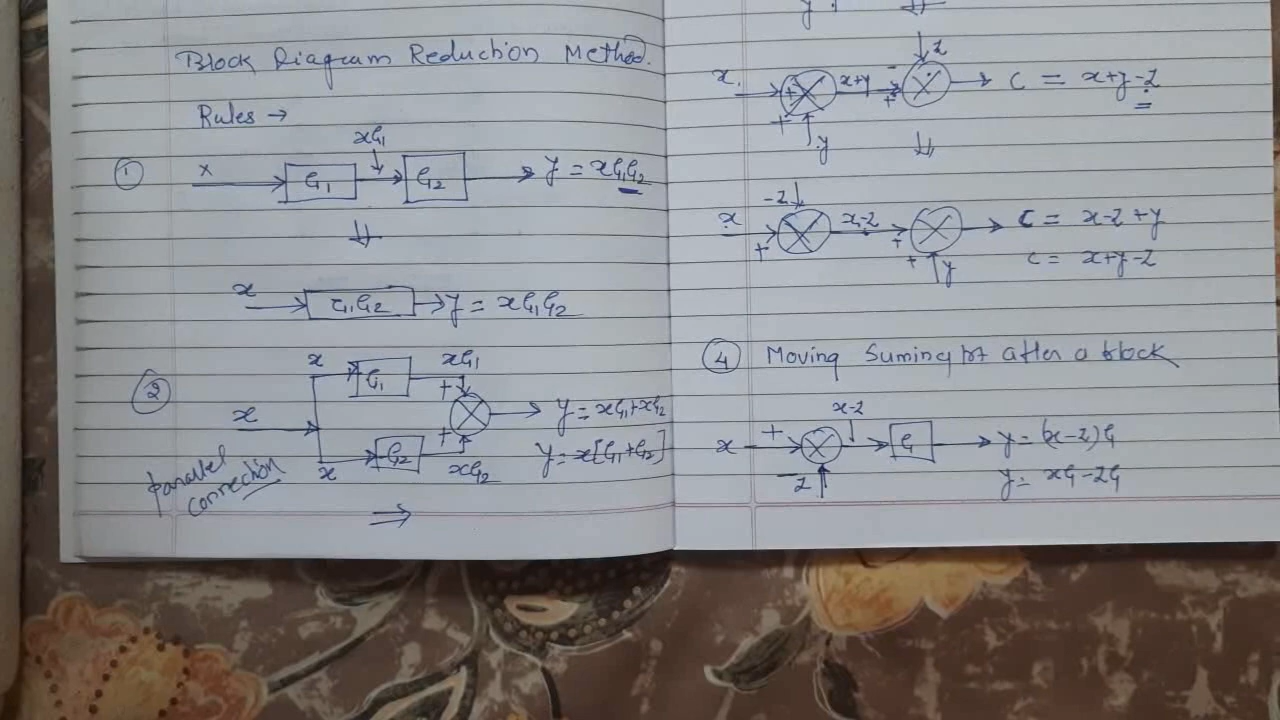 Block Diagram Reduction Method.
Rules →
xG1
① x G1 G2 y = xG1G2
x G1G2 y = xG1G2
② x x G1 xG1
+
y = xG1+xG2
+
x G2 xG2 y = x[G1+G2]
parallel connection
y
z
x + x+y - + C = x+y-z
+ y
-z
x + x-z + C = x-z+y
+ y C = x+y-z
④ Moving Suming pt after a block
x-z
x + G y = (x-z)G
- z y = xG-zG